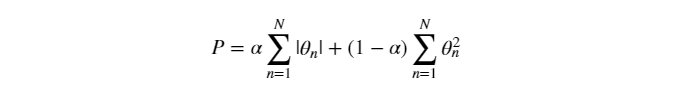 P = α ∑_{n=1}^{N} |θ_n| + (1 − α) ∑_{n=1}^{N} θ_n^2